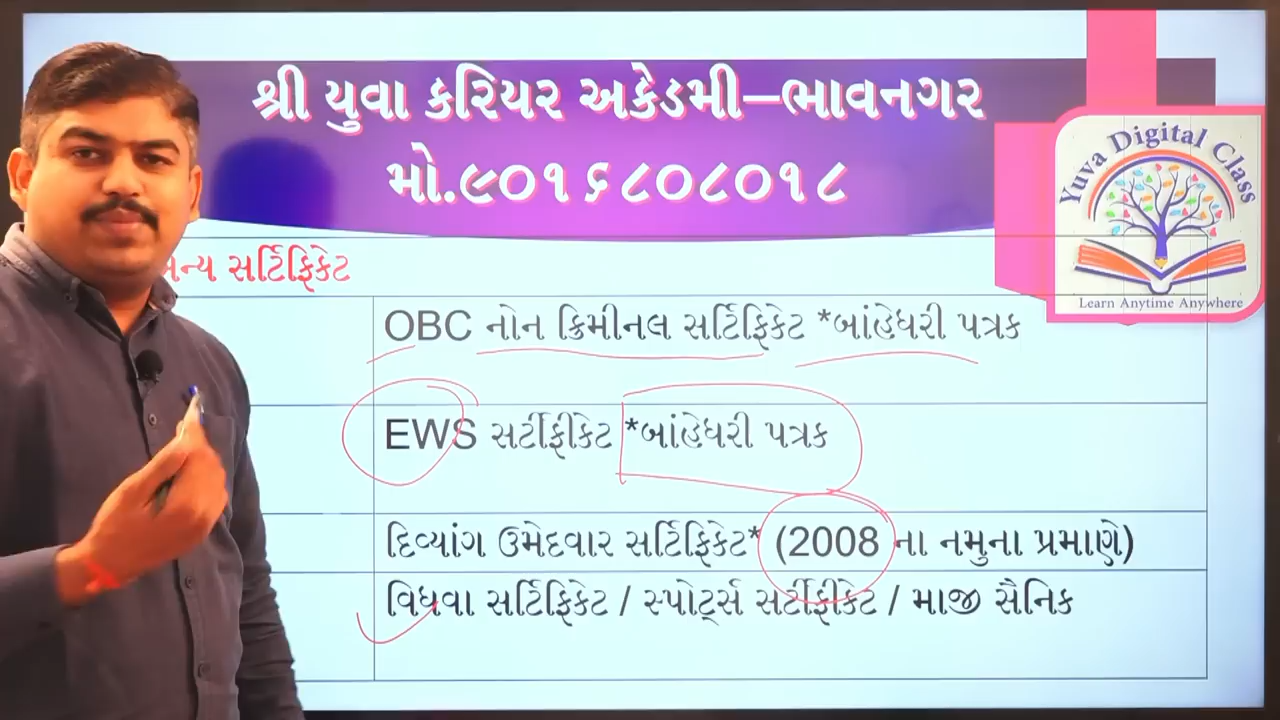 શ્રી યુવા કરિયર અકેડમી–ભાવનગર
મો.૯૦૧૬૮૦૮૦૧૮
Yuva Digital Class
Learn Anytime Anywhere
સર્ટિફિકેટ
OBC નોન ક્રિમીનલ સર્ટિફિકેટ *બાંહેધરી પત્રક
EWS સર્ટીફીકેટ *બાંહેધરી પત્રક
દિવ્યાંગ ઉમેદવાર સર્ટિફિકેટ* (2008 ના નમુના પ્રમાણે)
વિધવા સર્ટિફિકેટ / સ્પોર્ટ્સ સર્ટીફીકેટ / માજી સૈનિક